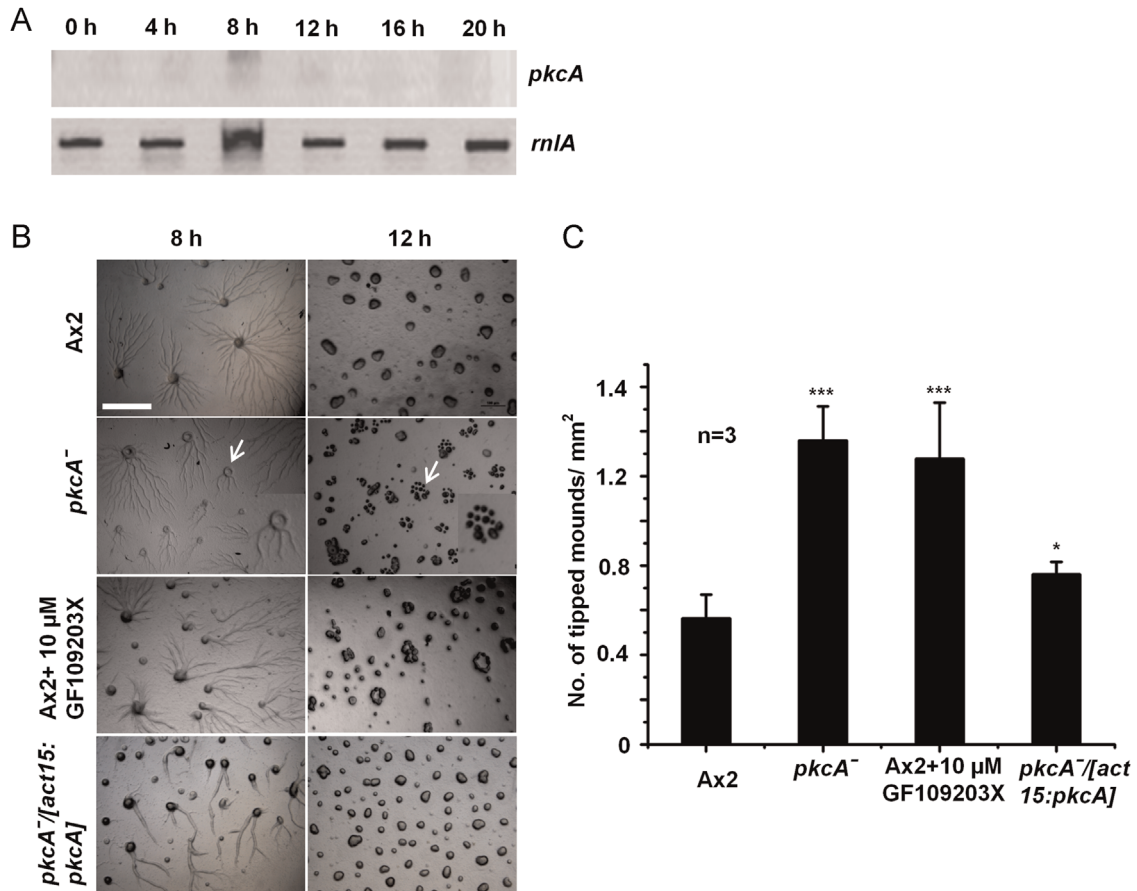 A
0 h 4 h 8 h 12 h 16 h 20 h
pkcA
rnlA
B
8 h 12 h
Ax2
pkcA⁻
Ax2+ 10 µM
GF109203X
pkcA⁻/[act15:
pkcA]
C
No. of tipped mounds/ mm²
1.4
1.2
0.8
0.4
0
n=3
***
***
*
Ax2
pkcA⁻
Ax2+10 µM
GF109203X
pkcA⁻/[act
15:pkcA]